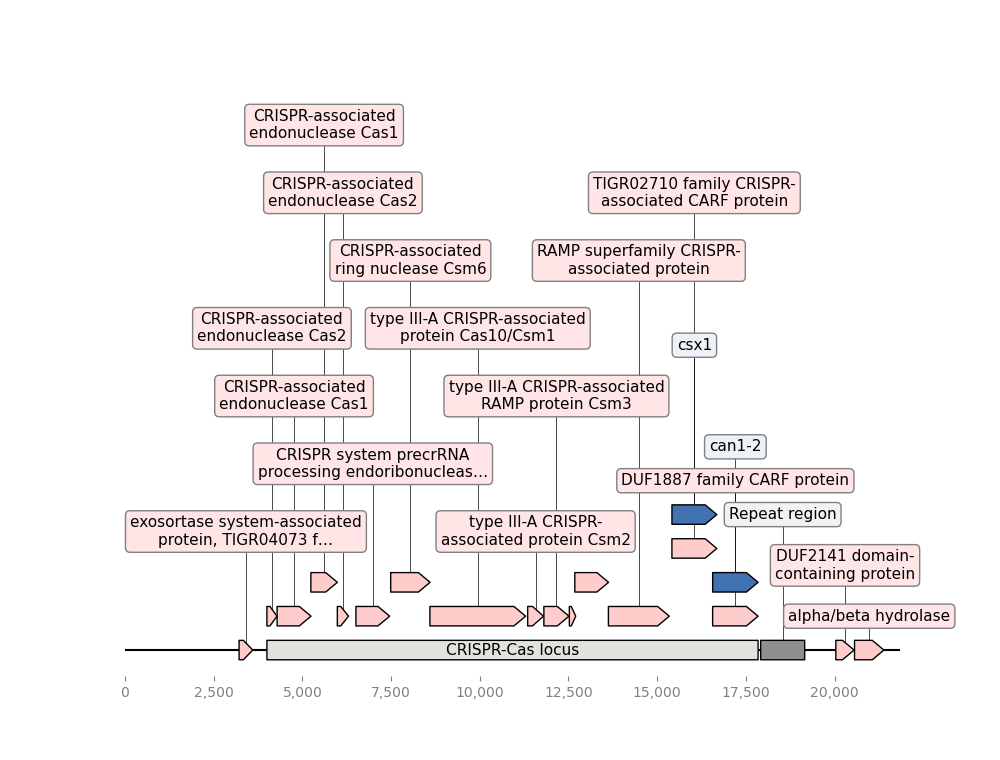 CRISPR-associated
endonuclease Cas1
CRISPR-associated
endonuclease Cas2
TIGR02710 family CRISPR-
associated CARF protein
CRISPR-associated
ring nuclease Csm6
RAMP superfamily CRISPR-
associated protein
CRISPR-associated
endonuclease Cas2
type III-A CRISPR-associated
protein Cas10/Csm1
csx1
CRISPR-associated
endonuclease Cas1
type III-A CRISPR-associated
RAMP protein Csm3
can1-2
CRISPR system precrRNA
processing endoribonucleas...
DUF1887 family CARF protein
exosortase system-associated
protein, TIGR04073 f...
type III-A CRISPR-
associated protein Csm2
Repeat region
DUF2141 domain-
containing protein
alpha/beta hydrolase
CRISPR-Cas locus
0 2,500 5,000 7,500 10,000 12,500 15,000 17,500 20,000